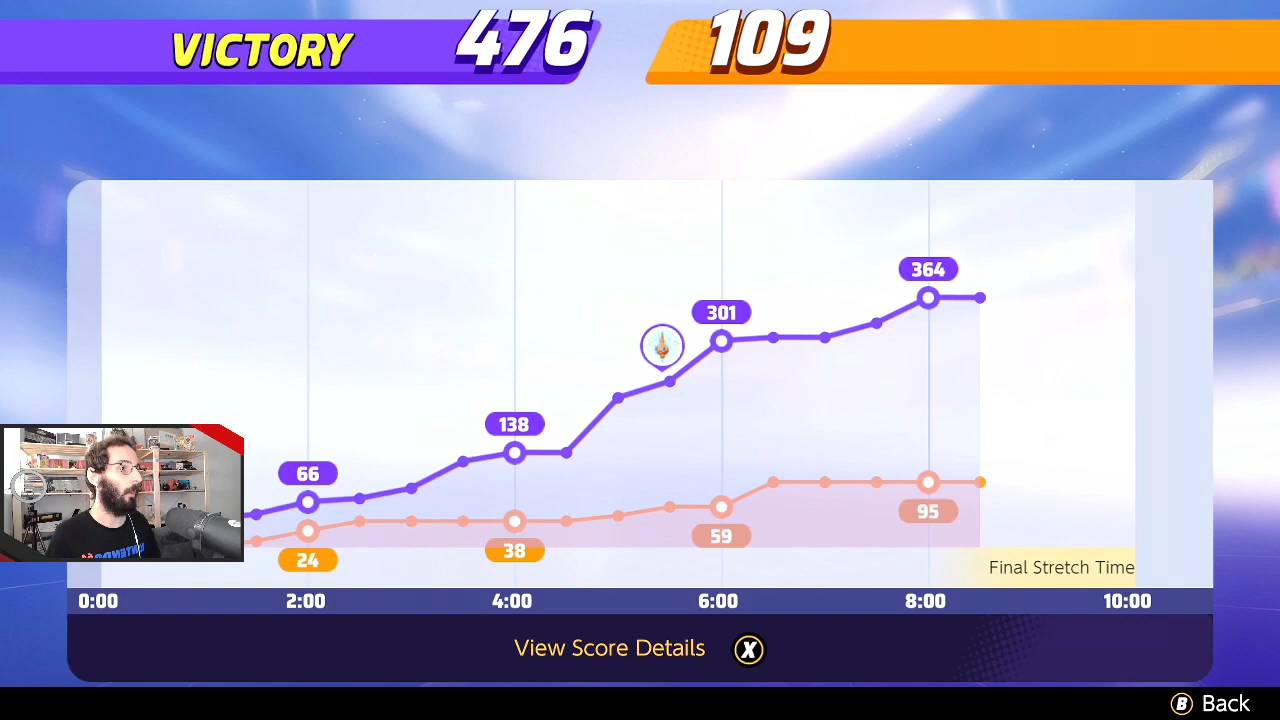 VICTORY 476 109
364
301
138
66
95
59
38
24
Final Stretch Time
0:00 2:00 4:00 6:00 8:00 10:00
View Score Details X
B Back